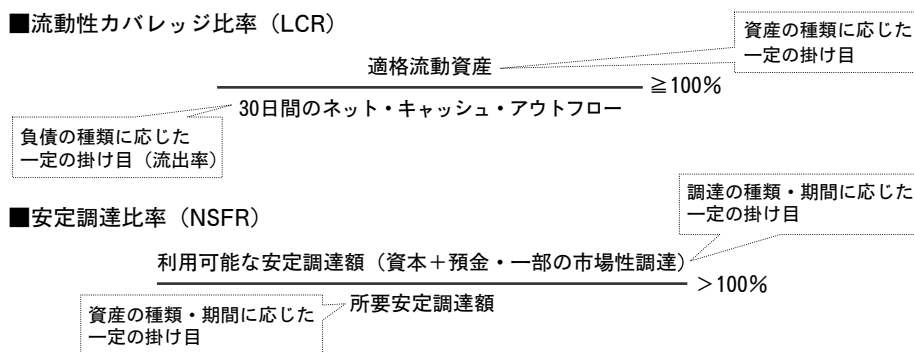 ■流動性カバレッジ比率（LCR）
資産の種類に応じた
一定の掛け目
適格流動資産
≧100%
30日間のネット・キャッシュ・アウトフロー
負債の種類に応じた
一定の掛け目（流出率）
調達の種類・期間に応じた
一定の掛け目
■安定調達比率（NSFR）
利用可能な安定調達額（資本＋預金・一部の市場性調達）
＞100%
所要安定調達額
資産の種類・期間に応じた
一定の掛け目